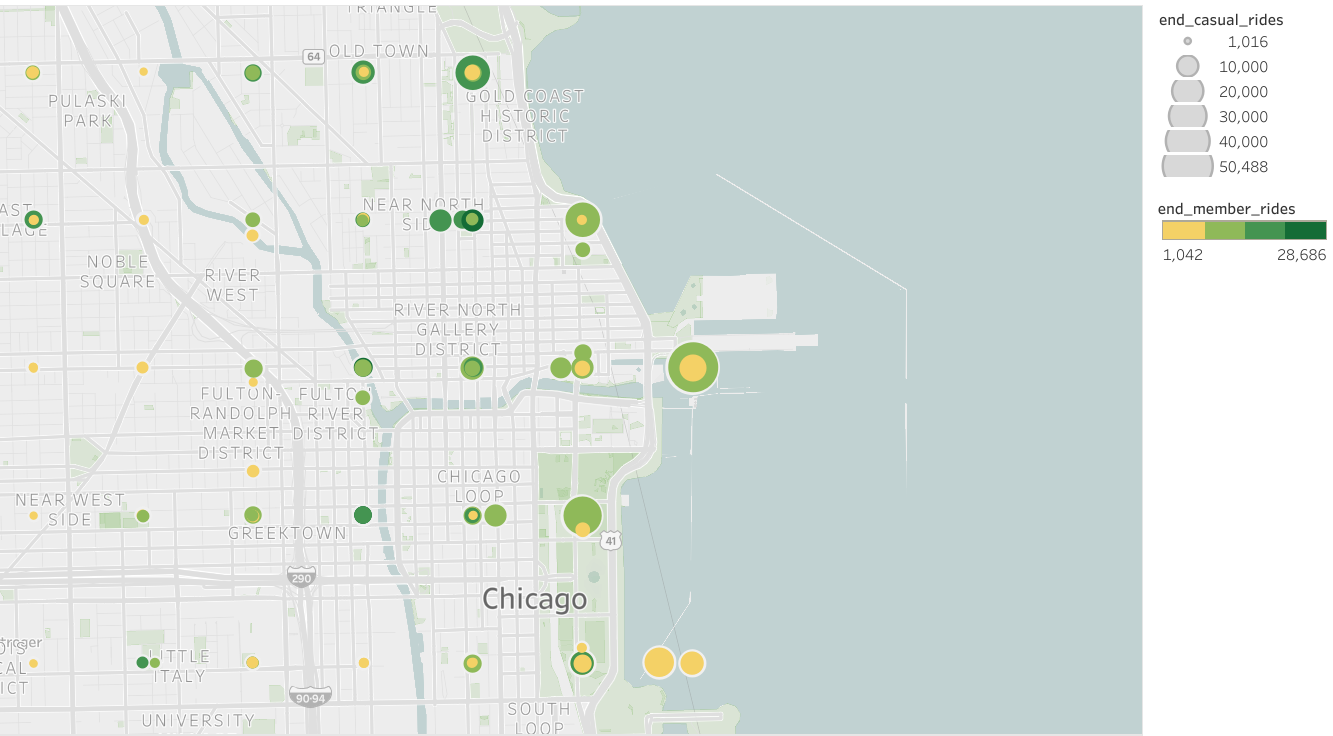 TRIANGLE
64
OLD TOWN
PULASKI
PARK
GOLD COAST
HISTORIC
DISTRICT
NEAR NORTH
SIDE
AST
LAGE
NOBLE
SQUARE
RIVER
WEST
RIVER NORTH
GALLERY
DISTRICT
FULTON-
RANDOLPH
MARKET
DISTRICT
FULTO
RIVER
DISTRICT
CHICAGO
LOOP
NEAR WEST
SIDE
GREEKTOWN
41
290
Chicago
troger
OIS
CAL
ICT
LITTLE
ITALY
90-94
UNIVERSITY
SOUTH
LOOP
end_casual_rides
1,016
10,000
20,000
30,000
40,000
50,488
end_member_rides
1,042 28,686